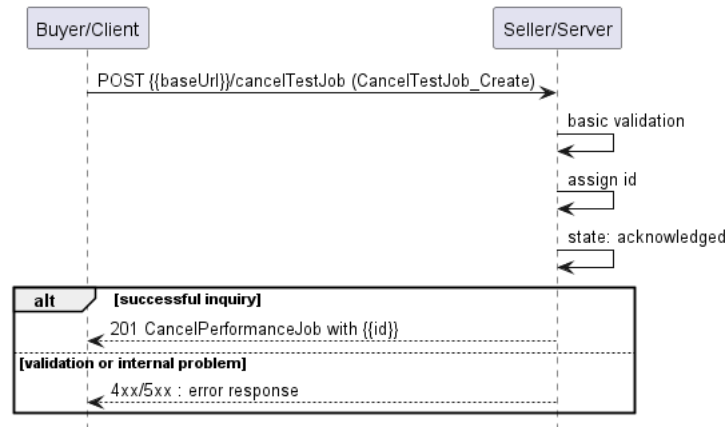 Buyer/Client
Seller/Server
POST {{baseUrl}}/cancelTestJob (CancelTestJob_Create)
basic validation
assign id
state: acknowledged
alt
[successful inquiry]
201 CancelPerformanceJob with {{id}}
[validation or internal problem]
4xx/5xx : error response